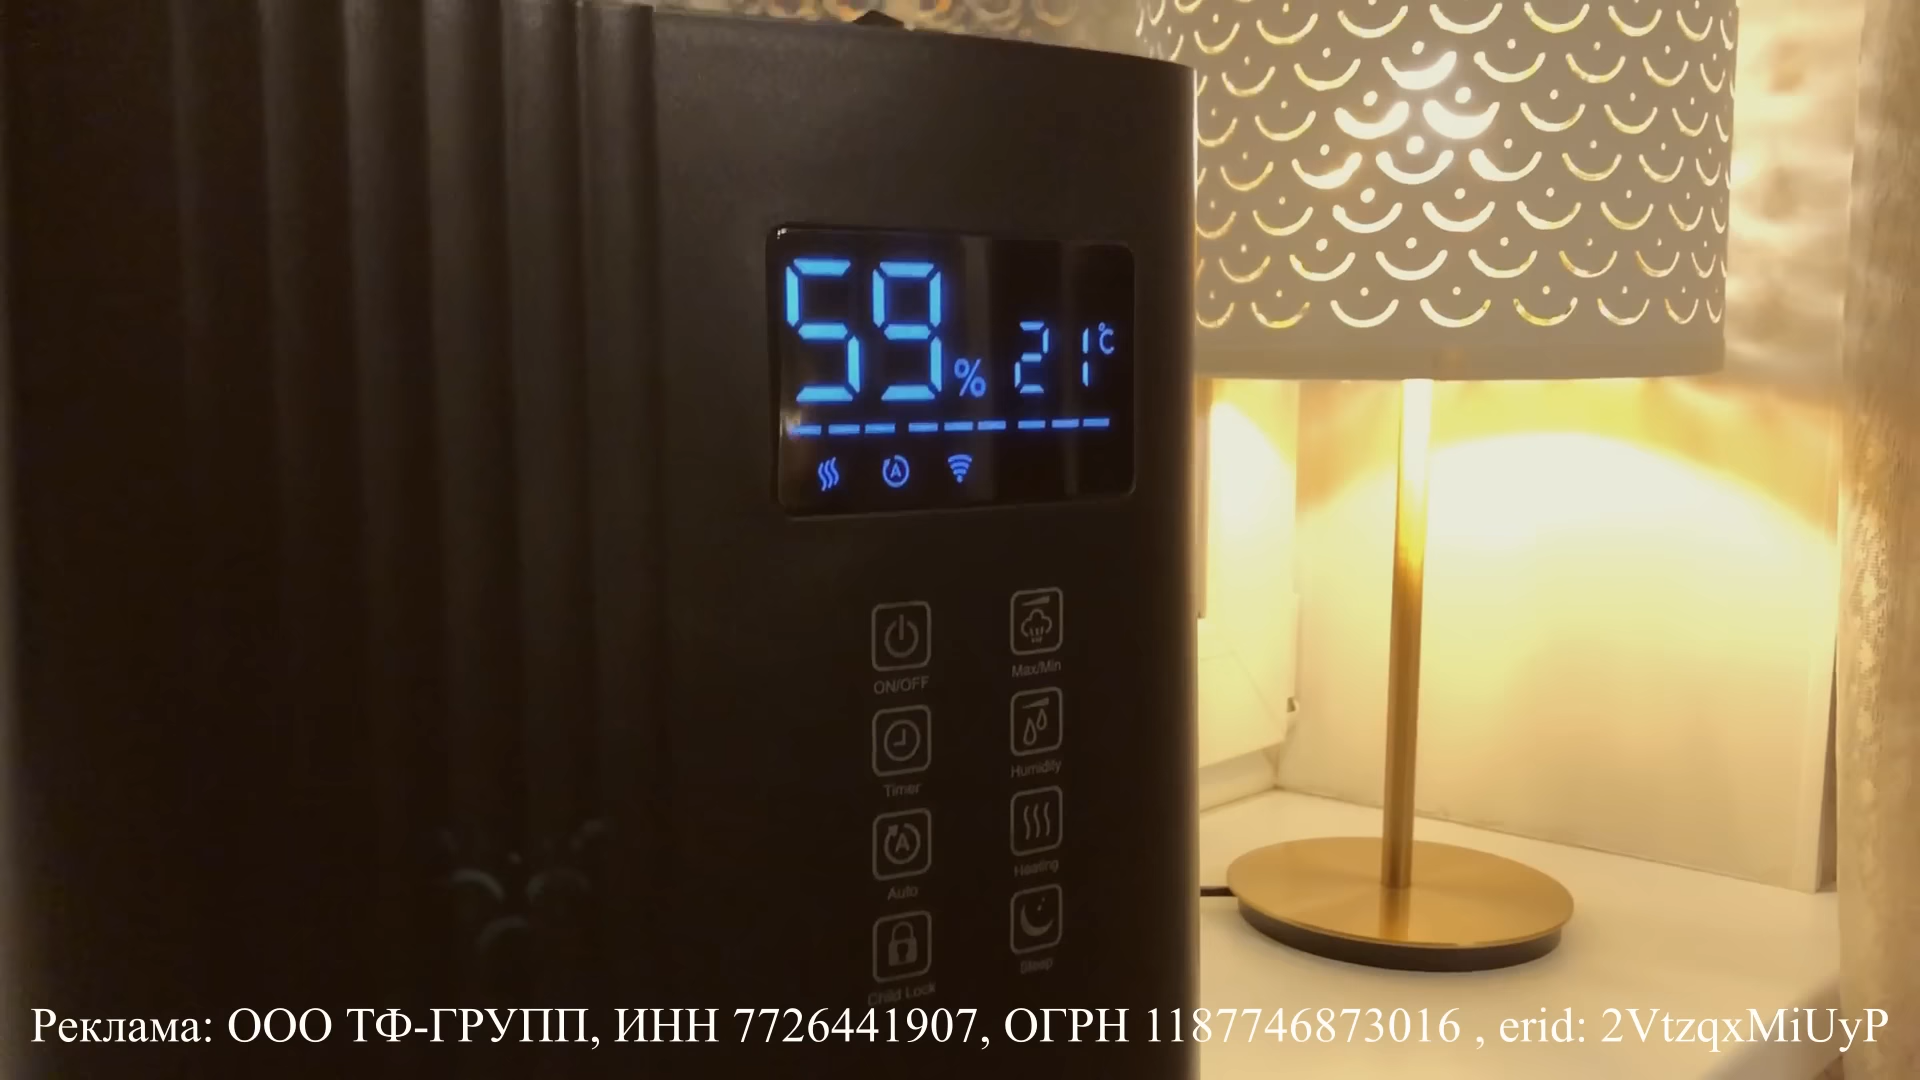 59% 21°C
ON/OFF
Max/Min
Timer
Humidity
Auto
Heating
Child Lock
Sleep
Реклама: ООО ТФ-ГРУПП, ИНН 7726441907, ОГРН 1187746873016 , erid: 2VtzqxMiUyP